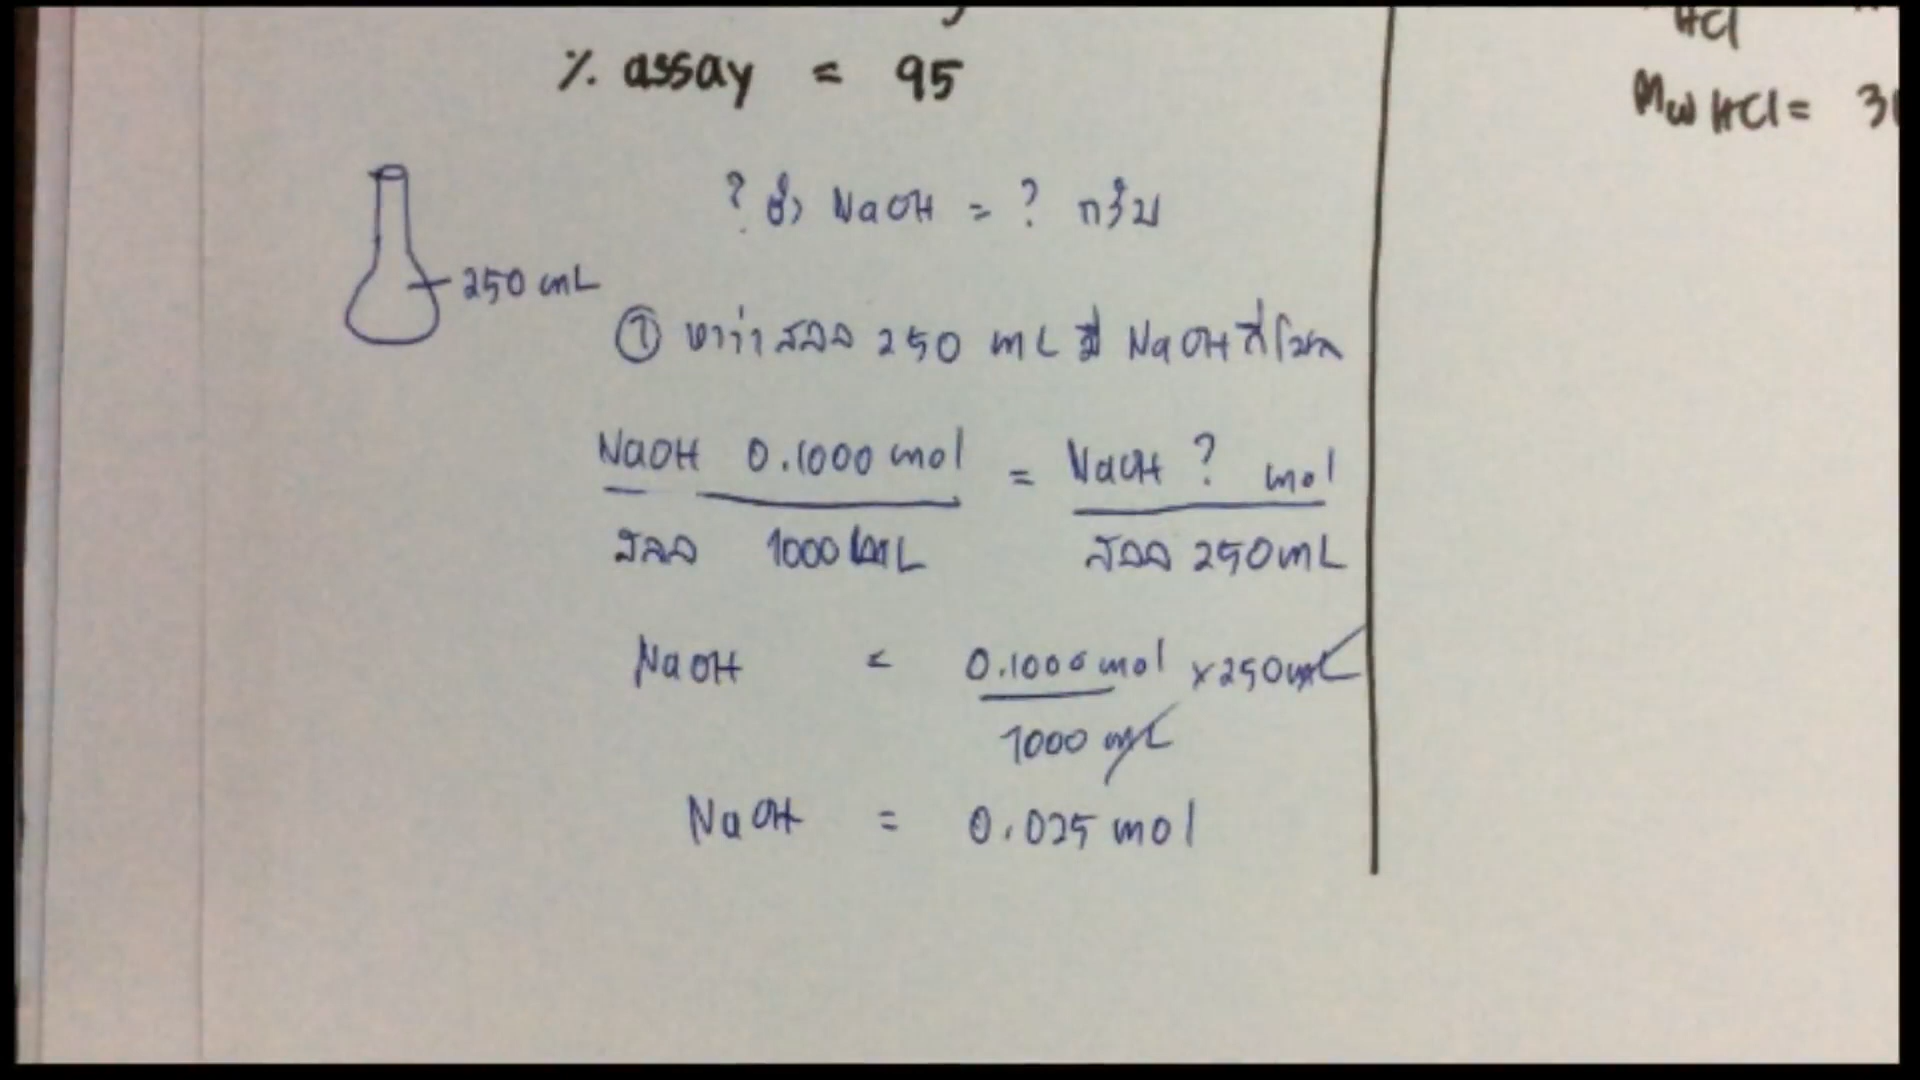 % assay = 95
? ชั่ง NaOH = ? กรัม
250 mL
① หาว่า สลล 250 mL มี NaOH กี่โมล
NaOH 0.1000 mol = NaOH ? mol
สลล 1000 mL สลล 250 mL
NaOH = 0.1000 mol × 250 mL
1000 mL
NaOH = 0.025 mol
HCl
Mw HCl =